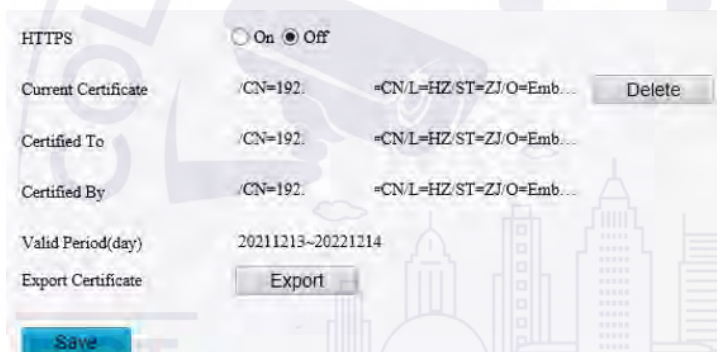 HTTPS On Off
Current Certificate /CN=192. =CN/L=HZ/ST=ZJ/O=Emb... Delete
Certified To /CN=192. =CN/L=HZ/ST=ZJ/O=Emb...
Certified By /CN=192. =CN/L=HZ/ST=ZJ/O=Emb...
Valid Period(day) 20211213~20221214
Export Certificate Export
Save